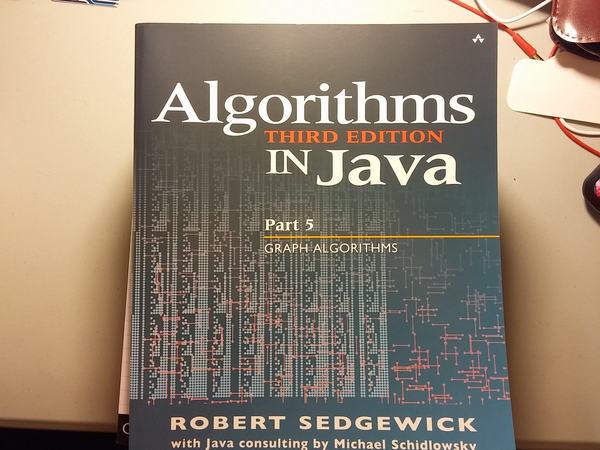 Algorithms
THIRD EDITION
IN Java
Part 5
GRAPH ALGORITHMS
ROBERT SEDGEWICK
with Java consulting by Michael Schidlowsky